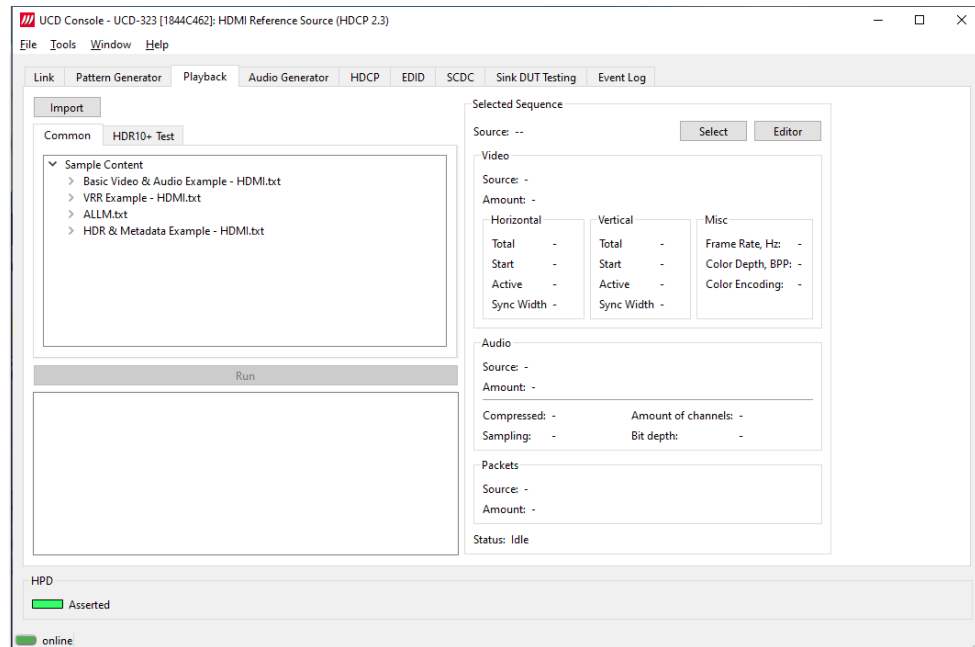 UCD Console - UCD-323 [1844C462]: HDMI Reference Source (HDCP 2.3)
File Tools Window Help
Link Pattern Generator Playback Audio Generator HDCP EDID SCDC Sink DUT Testing Event Log
Import
Common HDR10+ Test
Sample Content
Basic Video & Audio Example - HDMI.txt
VRR Example - HDMI.txt
ALLM.txt
HDR & Metadata Example - HDMI.txt
Run
Selected Sequence
Source: -- Select Editor
Video
Source: -
Amount: -
Horizontal
Total -
Start -
Active -
Sync Width -
Vertical
Total -
Start -
Active -
Sync Width -
Misc
Frame Rate, Hz: -
Color Depth, BPP: -
Color Encoding: -
Audio
Source: -
Amount: -
Compressed: - Amount of channels: -
Sampling: - Bit depth: -
Packets
Source: -
Amount: -
Status: Idle
HPD
Asserted
online